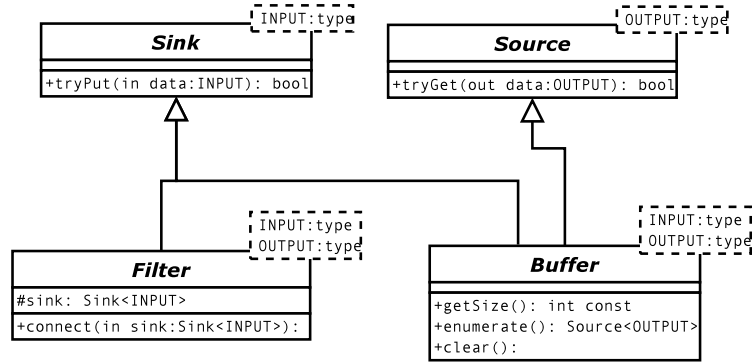 INPUT:type
Sink
+tryPut(in data:INPUT): bool
OUTPUT:type
Source
+tryGet(out data:OUTPUT): bool
INPUT:type
OUTPUT:type
Filter
#sink: Sink<INPUT>
+connect(in sink:Sink<INPUT>):
INPUT:type
OUTPUT:type
Buffer
+getSize(): int const
+enumerate(): Source<OUTPUT>
+clear():